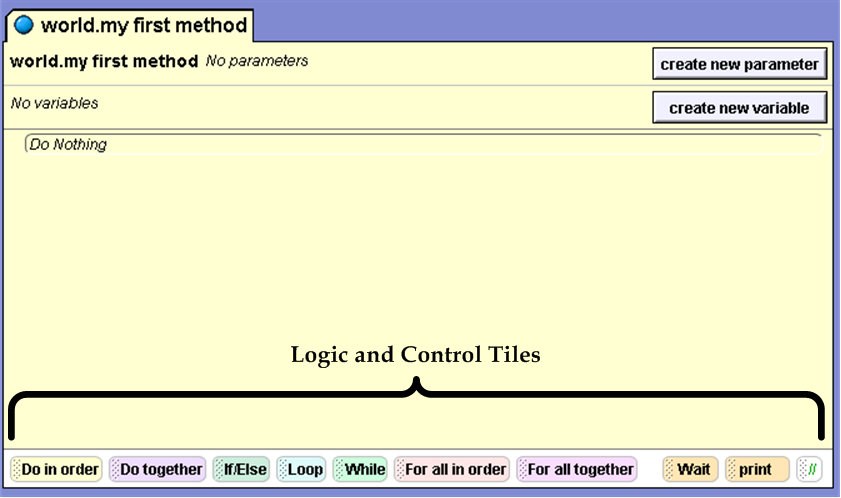 world.my first method
world.my first method No parameters create new parameter
No variables create new variable
Do Nothing
Logic and Control Tiles
Do in order Do together If/Else Loop While For all in order For all together Wait print //